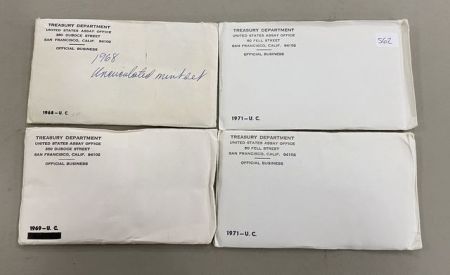 TREASURY DEPARTMENT
UNITED STATES ASSAY OFFICE
350 DUBOCE STREET
SAN FRANCISCO, CALIF. 94102
OFFICIAL BUSINESS
1968
Uncirculated mint set
1968-U.C.
TREASURY DEPARTMENT
UNITED STATES ASSAY OFFICE
50 FELL STREET
SAN FRANCISCO, CALIF. 94102
OFFICIAL BUSINESS
562
1971-U.C.
TREASURY DEPARTMENT
UNITED STATES ASSAY OFFICE
350 DUBOCE STREET
SAN FRANCISCO, CALIF. 94102
OFFICIAL BUSINESS
1969-U.C.
TREASURY DEPARTMENT
UNITED STATES ASSAY OFFICE
50 FELL STREET
SAN FRANCISCO, CALIF. 94102
OFFICIAL BUSINESS
1971-U.C.